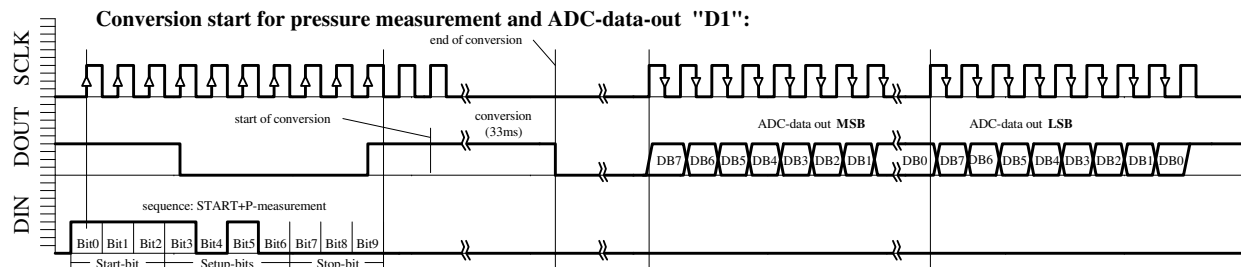 Conversion start for pressure measurement and ADC-data-out "D1":
end of conversion
SCLK
start of conversion
conversion
(33ms)
ADC-data out MSB
ADC-data out LSB
DOUT
DB7 DB6 DB5 DB4 DB3 DB2 DB1 DB0 DB7 DB6 DB5 DB4 DB3 DB2 DB1 DB0
sequence: START+P-measurement
DIN
Bit0 Bit1 Bit2 Bit3 Bit4 Bit5 Bit6 Bit7 Bit8 Bit9
Start-bit Setup-bits Stop-bit